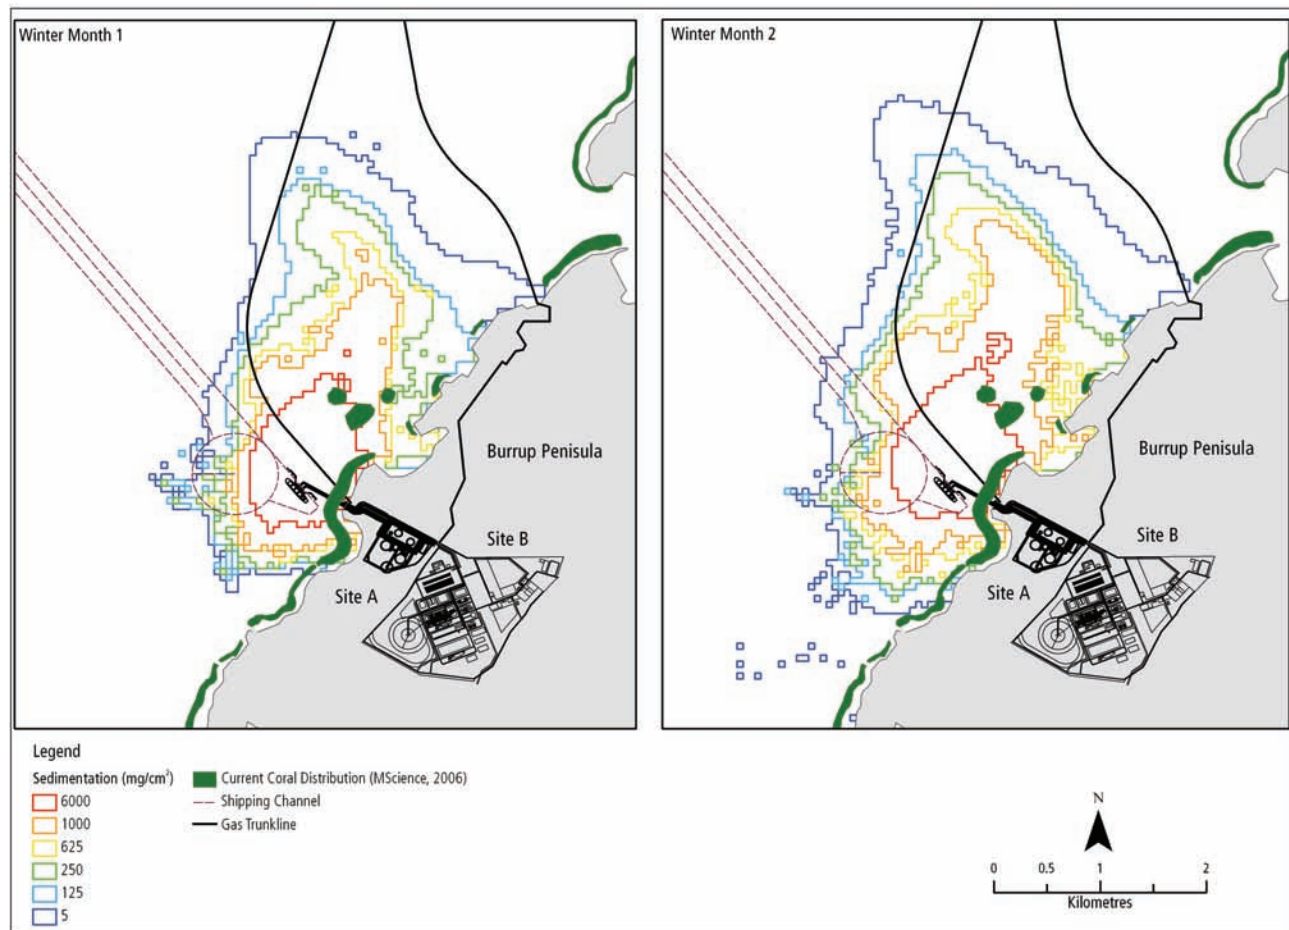 Winter Month 1
Winter Month 2
Burrup Penisula
Burrup Penisula
Site B
Site B
Site A
Site A
Legend
Sedimentation (mg/cm²)
6000
1000
625
250
125
5
Current Coral Distribution (MScience, 2006)
Shipping Channel
Gas Trunkline
N
0 0.5 1 2
Kilometres